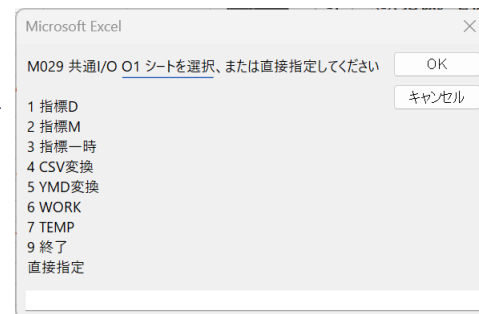 Microsoft Excel
M029 共通I/O O1 シートを選択、または直接指定してください
OK
キャンセル
1 指標D
2 指標M
3 指標一時
4 CSV変換
5 YMD変換
6 WORK
7 TEMP
9 終了
直接指定